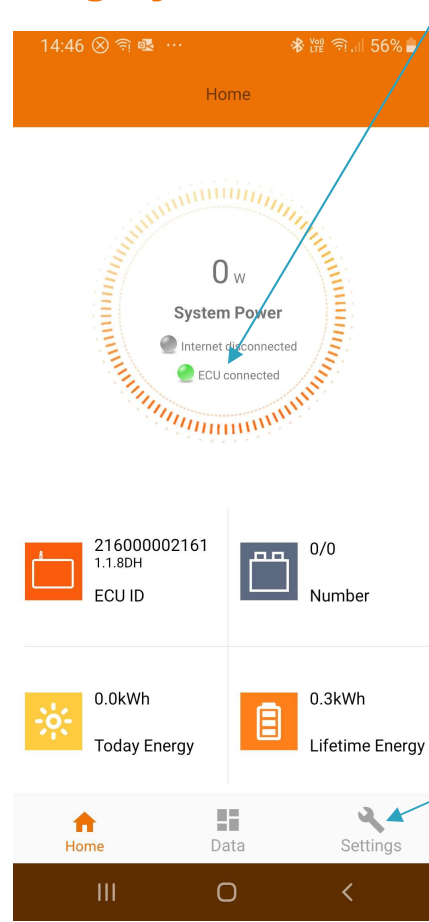 14:46
56%
Home
0 W
System Power
Internet disconnected
ECU connected
216000002161
1.1.8DH
ECU ID
0/0
Number
0.0kWh
Today Energy
0.3kWh
Lifetime Energy
Home
Data
Settings